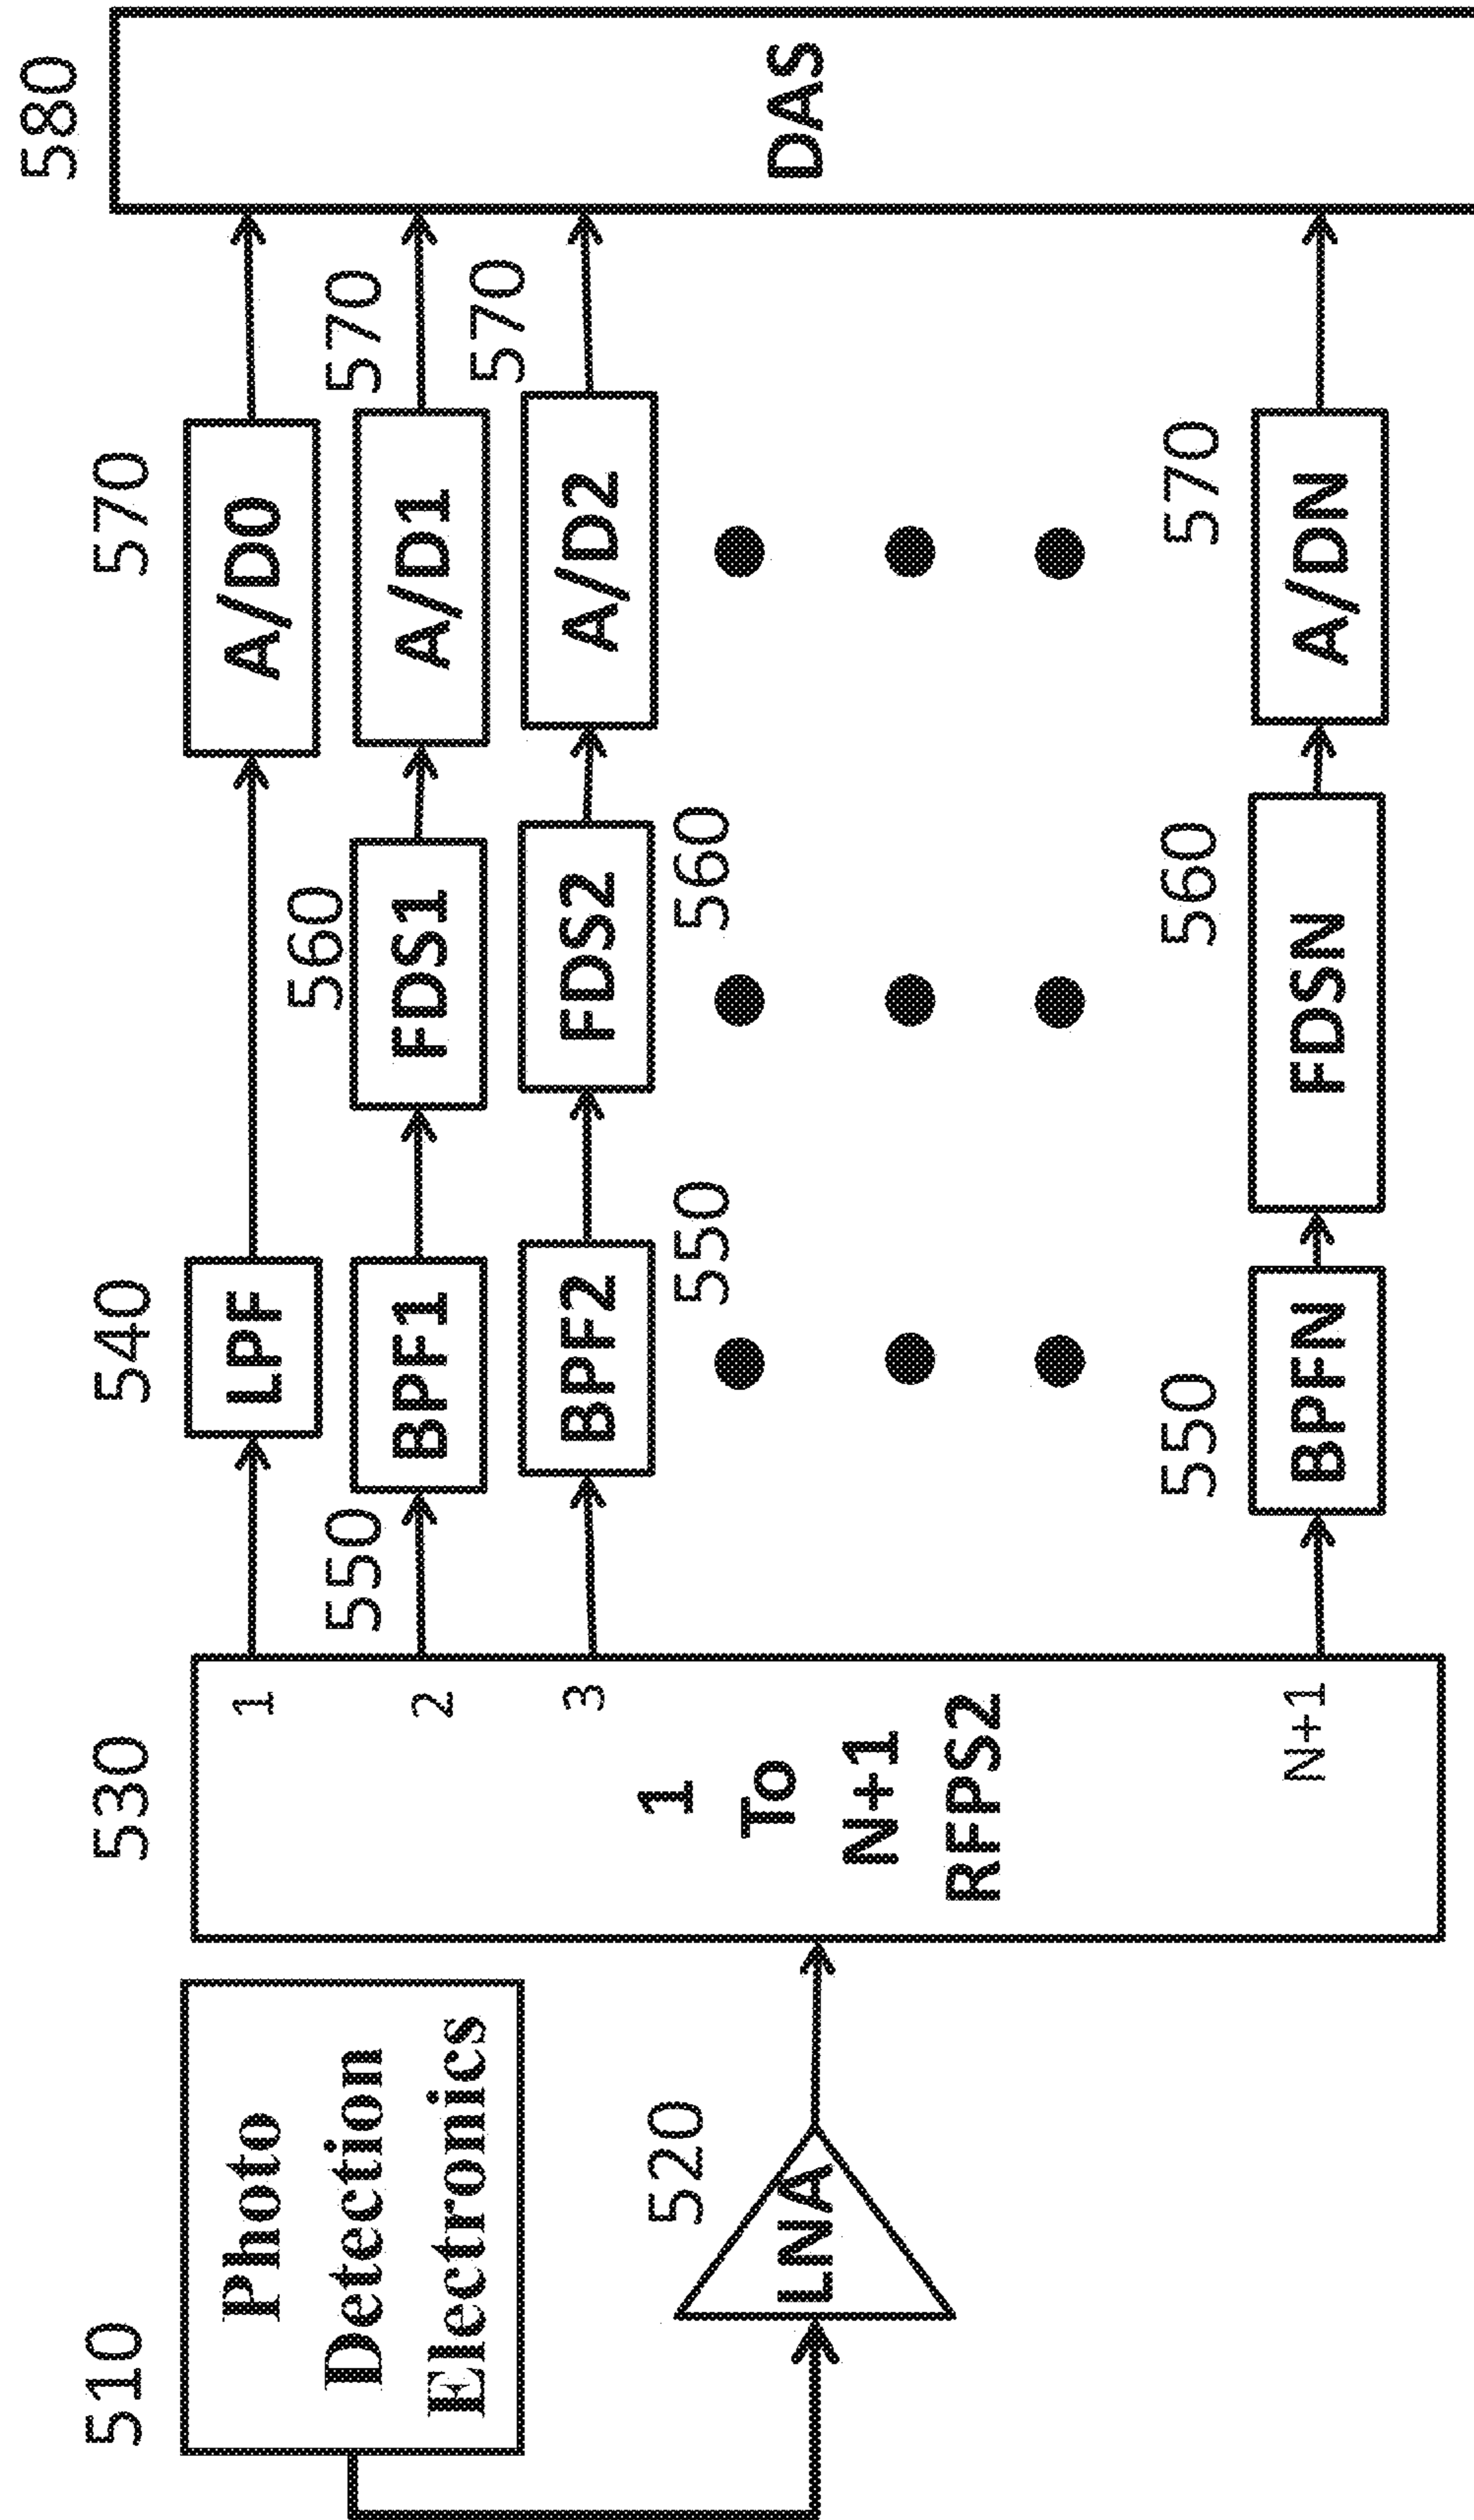 510
Photo
Detection
Electronics
520
LNA
530
1
2
3
N+1
1
To
N+1
RFPS2
540
LPF
550
BPF1
BPF2
550
550
BPFN
560
FDS1
FDS2
560
560
FDSN
570
A/D0
570
A/D1
570
A/D2
570
A/DN
580
DAS